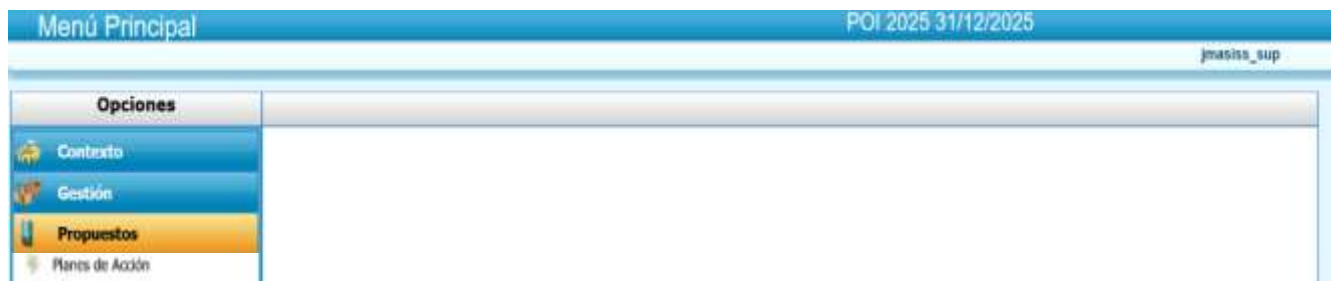 Menú Principal
POI 2025 31/12/2025
jmasiss_sup
Opciones
Contexto
Gestión
Propuestos
Planes de Acción